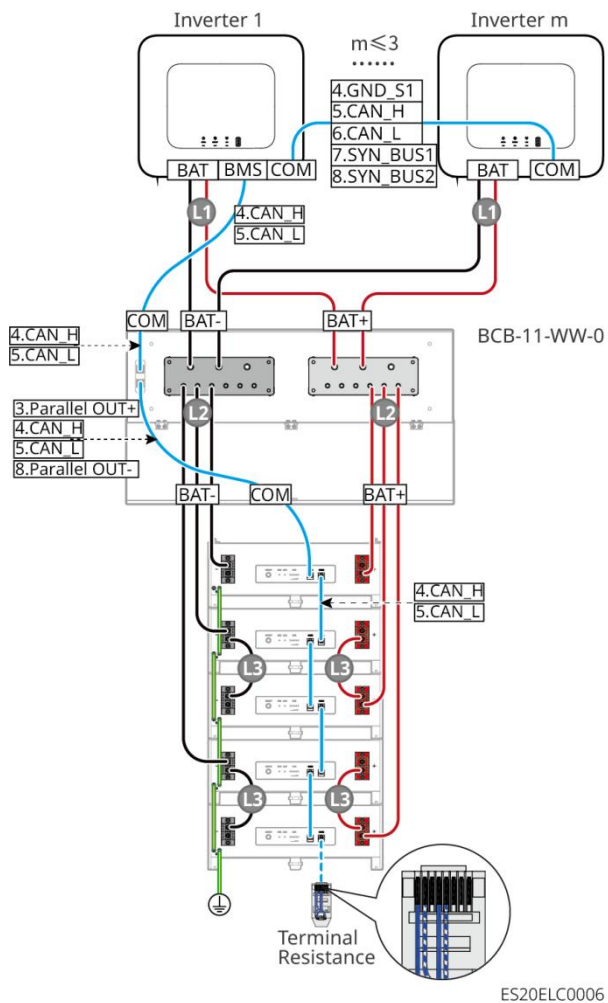 Inverter 1
Inverter m
m≤3
......
4.GND_S1
5.CAN_H
6.CAN_L
7.SYN_BUS1
8.SYN_BUS2
BAT
BMS
COM
BAT
COM
L1
4.CAN_H
5.CAN_L
L1
COM
BAT-
BAT+
BCB-11-WW-0
4.CAN_H
5.CAN_L
L2
L2
3.Parallel OUT+
4.CAN_H
5.CAN_L
8.Parallel OUT-
BAT-
COM
BAT+
4.CAN_H
5.CAN_L
L3
L3
L3
L3
Terminal
Resistance
ES20ELC0006